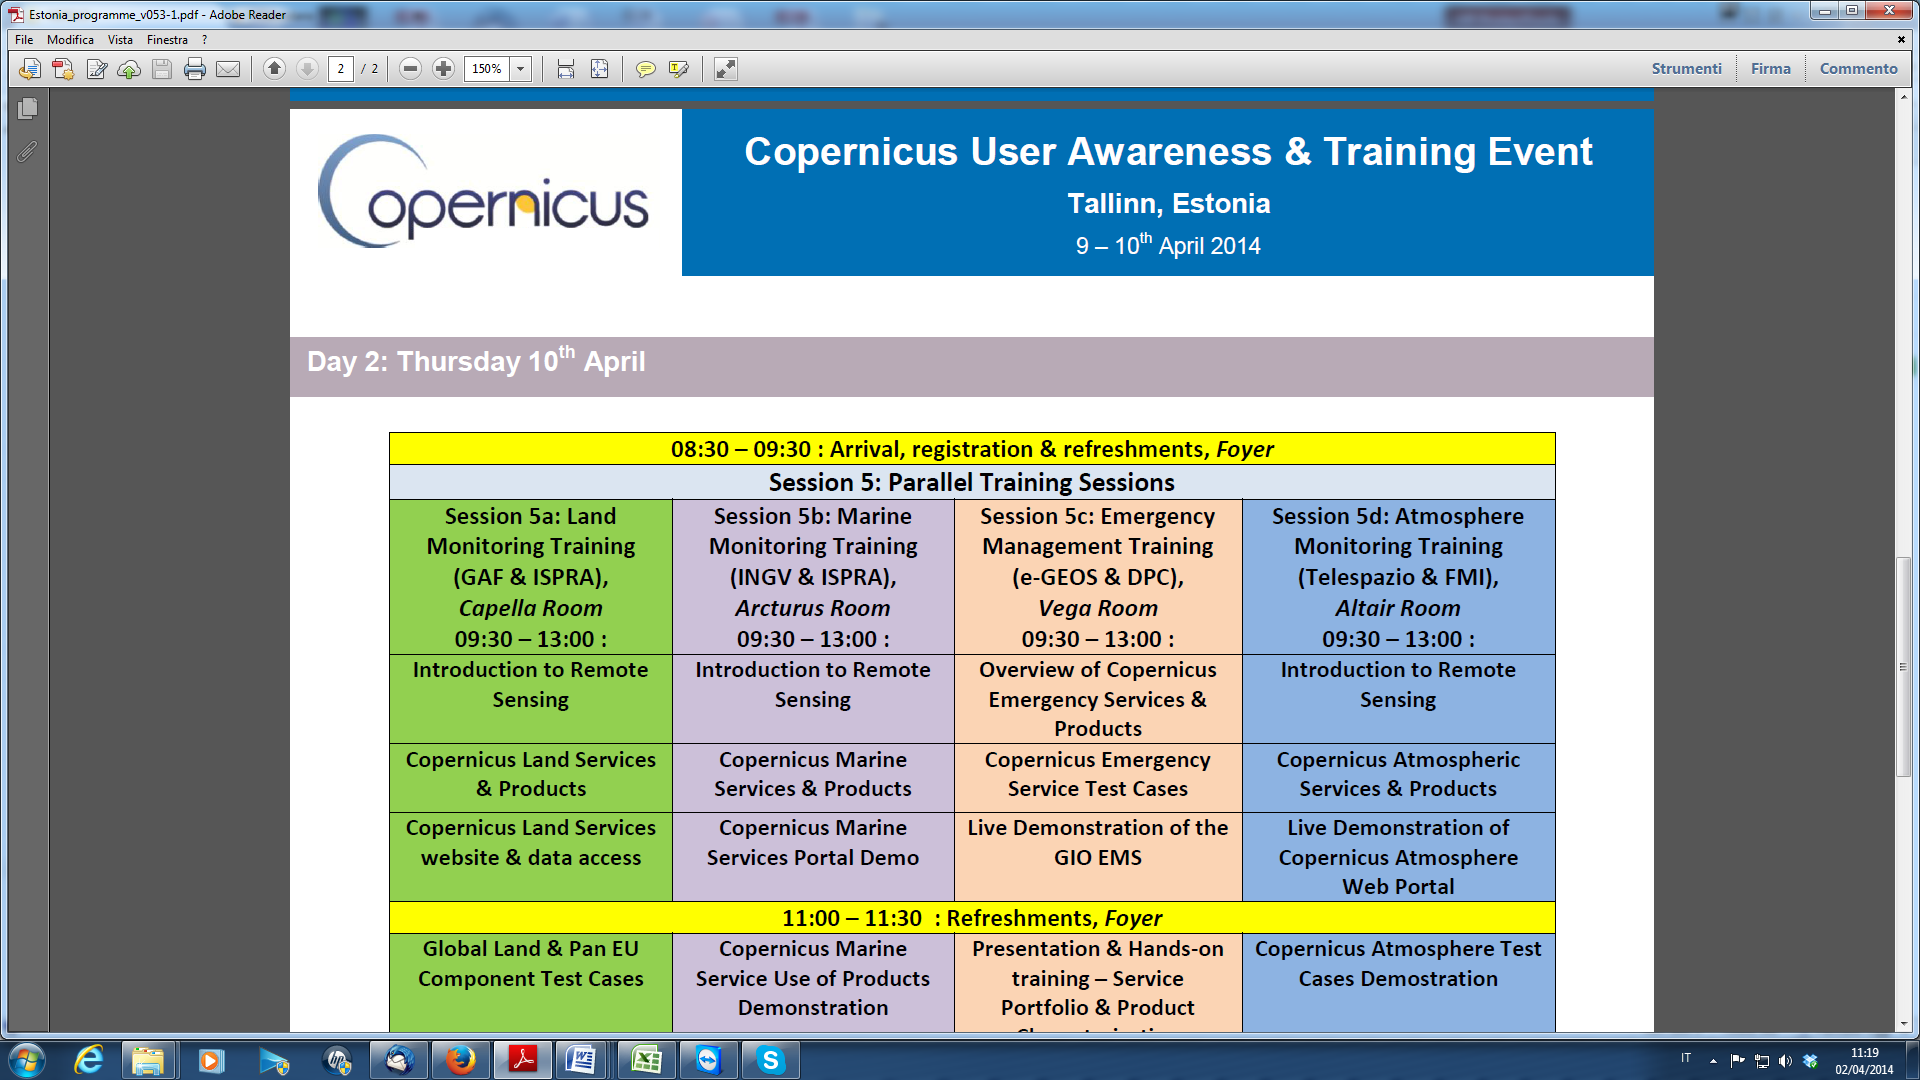 Estonia_programme_v053-1.pdf - Adobe Reader
File Modifica Vista Finestra ?
2 / 2 150% Strumenti Firma Commento
Copernicus
Copernicus User Awareness & Training Event
Tallinn, Estonia
9 – 10th April 2014
Day 2: Thursday 10th April
08:30 – 09:30 : Arrival, registration & refreshments, Foyer
Session 5: Parallel Training Sessions
Session 5a: Land
Monitoring Training
(GAF & ISPRA),
Capella Room
09:30 – 13:00 :
Session 5b: Marine
Monitoring Training
(INGV & ISPRA),
Arcturus Room
09:30 – 13:00 :
Session 5c: Emergency
Management Training
(e-GEOS & DPC),
Vega Room
09:30 – 13:00 :
Session 5d: Atmosphere
Monitoring Training
(Telespazio & FMI),
Altair Room
09:30 – 13:00 :
Introduction to Remote
Sensing
Introduction to Remote
Sensing
Overview of Copernicus
Emergency Services &
Products
Introduction to Remote
Sensing
Copernicus Land Services
& Products
Copernicus Marine
Services & Products
Copernicus Emergency
Service Test Cases
Copernicus Atmospheric
Services & Products
Copernicus Land Services
website & data access
Copernicus Marine
Services Portal Demo
Live Demonstration of the
GIO EMS
Live Demonstration of
Copernicus Atmosphere
Web Portal
11:00 – 11:30 : Refreshments, Foyer
Global Land & Pan EU
Component Test Cases
Copernicus Marine
Service Use of Products
Demonstration
Presentation & Hands-on
training – Service
Portfolio & Product
Copernicus Atmosphere Test
Cases Demostration
IT
11:19
02/04/2014